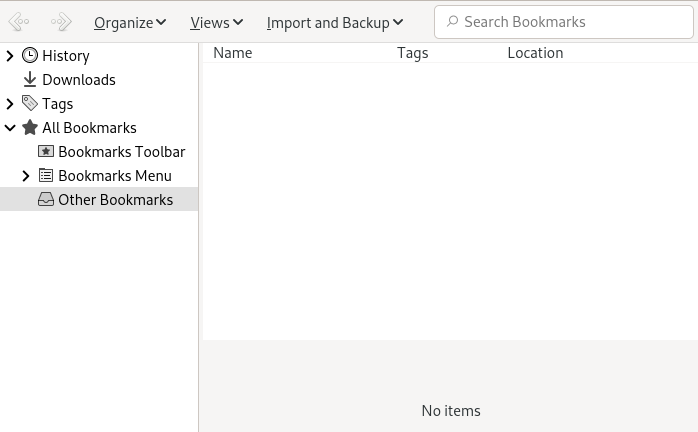 Organize Views Import and Backup Search Bookmarks
History
Downloads
Tags
All Bookmarks
Bookmarks Toolbar
Bookmarks Menu
Other Bookmarks
Name Tags Location
No items